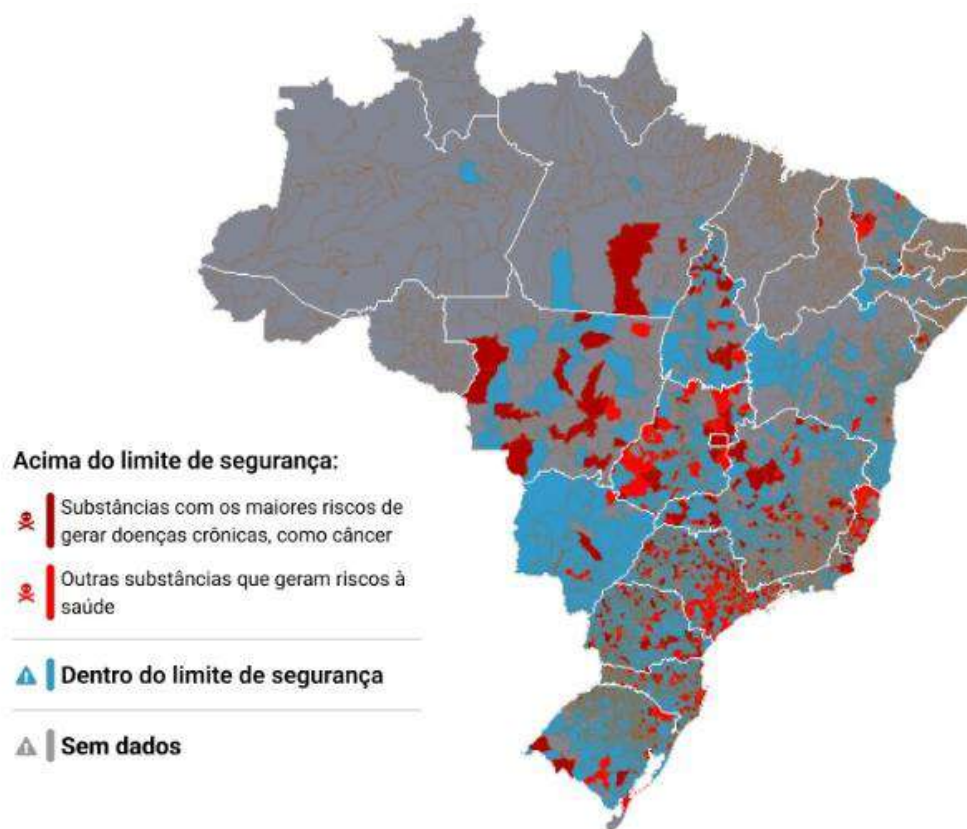 Acima do limite de segurança:
Substâncias com os maiores riscos de
gerar doenças crônicas, como câncer
Outras substâncias que geram riscos à
saúde
Dentro do limite de segurança
Sem dados